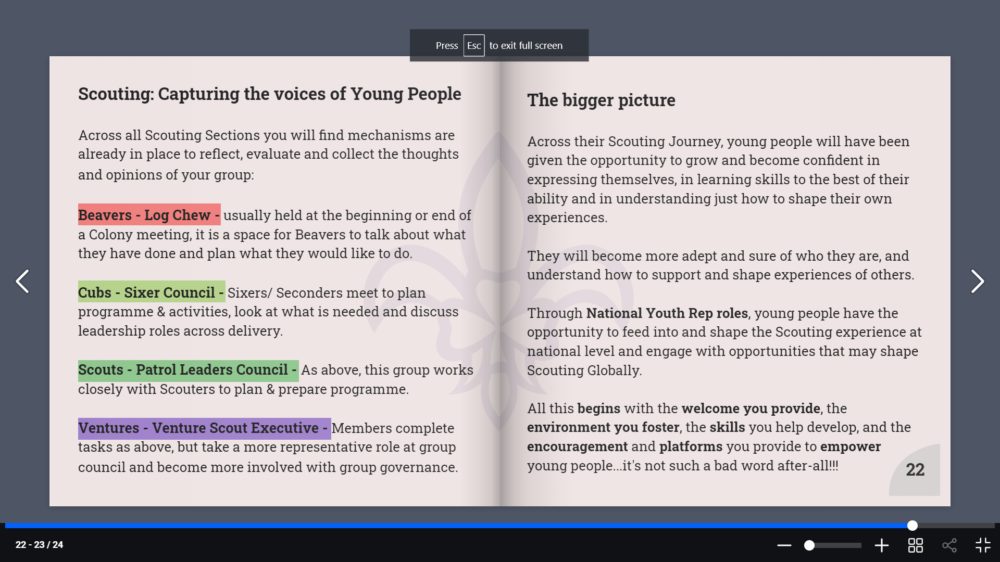 Press Esc to exit full screen
Scouting: Capturing the voices of Young People
Across all Scouting Sections you will find mechanisms are
already in place to reflect, evaluate and collect the thoughts
and opinions of your group:
Beavers - Log Chew - usually held at the beginning or end of
a Colony meeting, it is a space for Beavers to talk about what
they have done and plan what they would like to do.
Cubs - Sixer Council - Sixers/ Seconders meet to plan
programme & activities, look at what is needed and discuss
leadership roles across delivery.
Scouts - Patrol Leaders Council - As above, this group works
closely with Scouters to plan & prepare programme.
Ventures - Venture Scout Executive - Members complete
tasks as above, but take a more representative role at group
council and become more involved with group governance.
The bigger picture
Across their Scouting Journey, young people will have been
given the opportunity to grow and become confident in
expressing themselves, in learning skills to the best of their
ability and in understanding just how to shape their own
experiences.
They will become more adept and sure of who they are, and
understand how to support and shape experiences of others.
Through National Youth Rep roles, young people have the
opportunity to feed into and shape the Scouting experience at
national level and engage with opportunities that may shape
Scouting Globally.
All this begins with the welcome you provide, the
environment you foster, the skills you help develop, and the
encouragement and platforms you provide to empower
young people...it's not such a bad word after-all!!!
22
22 - 23 / 24